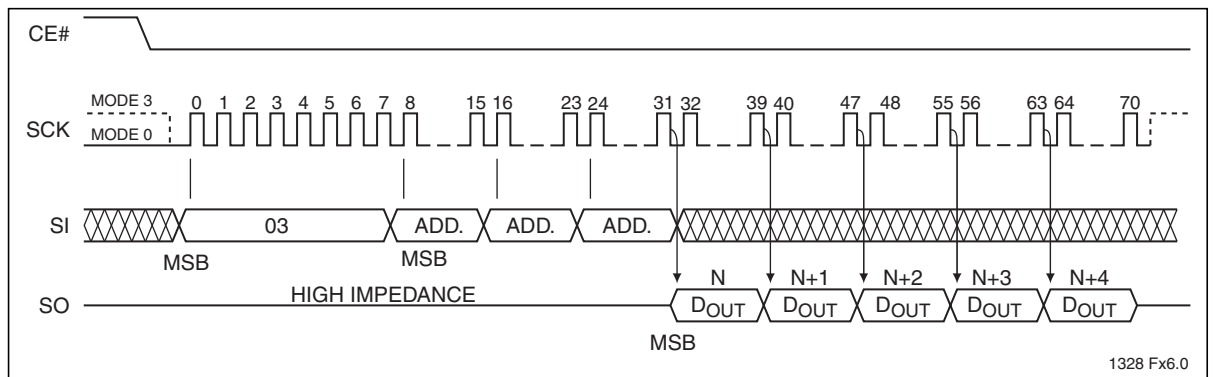 CE#
MODE 3
0 1 2 3 4 5 6 7 8 15 16 23 24 31 32 39 40 47 48 55 56 63 64 70
SCK
MODE 0
SI
03
ADD.
ADD.
ADD.
MSB
MSB
HIGH IMPEDANCE
N
N+1
N+2
N+3
N+4
SO
DOUT
DOUT
DOUT
DOUT
DOUT
MSB
1328 Fx6.0